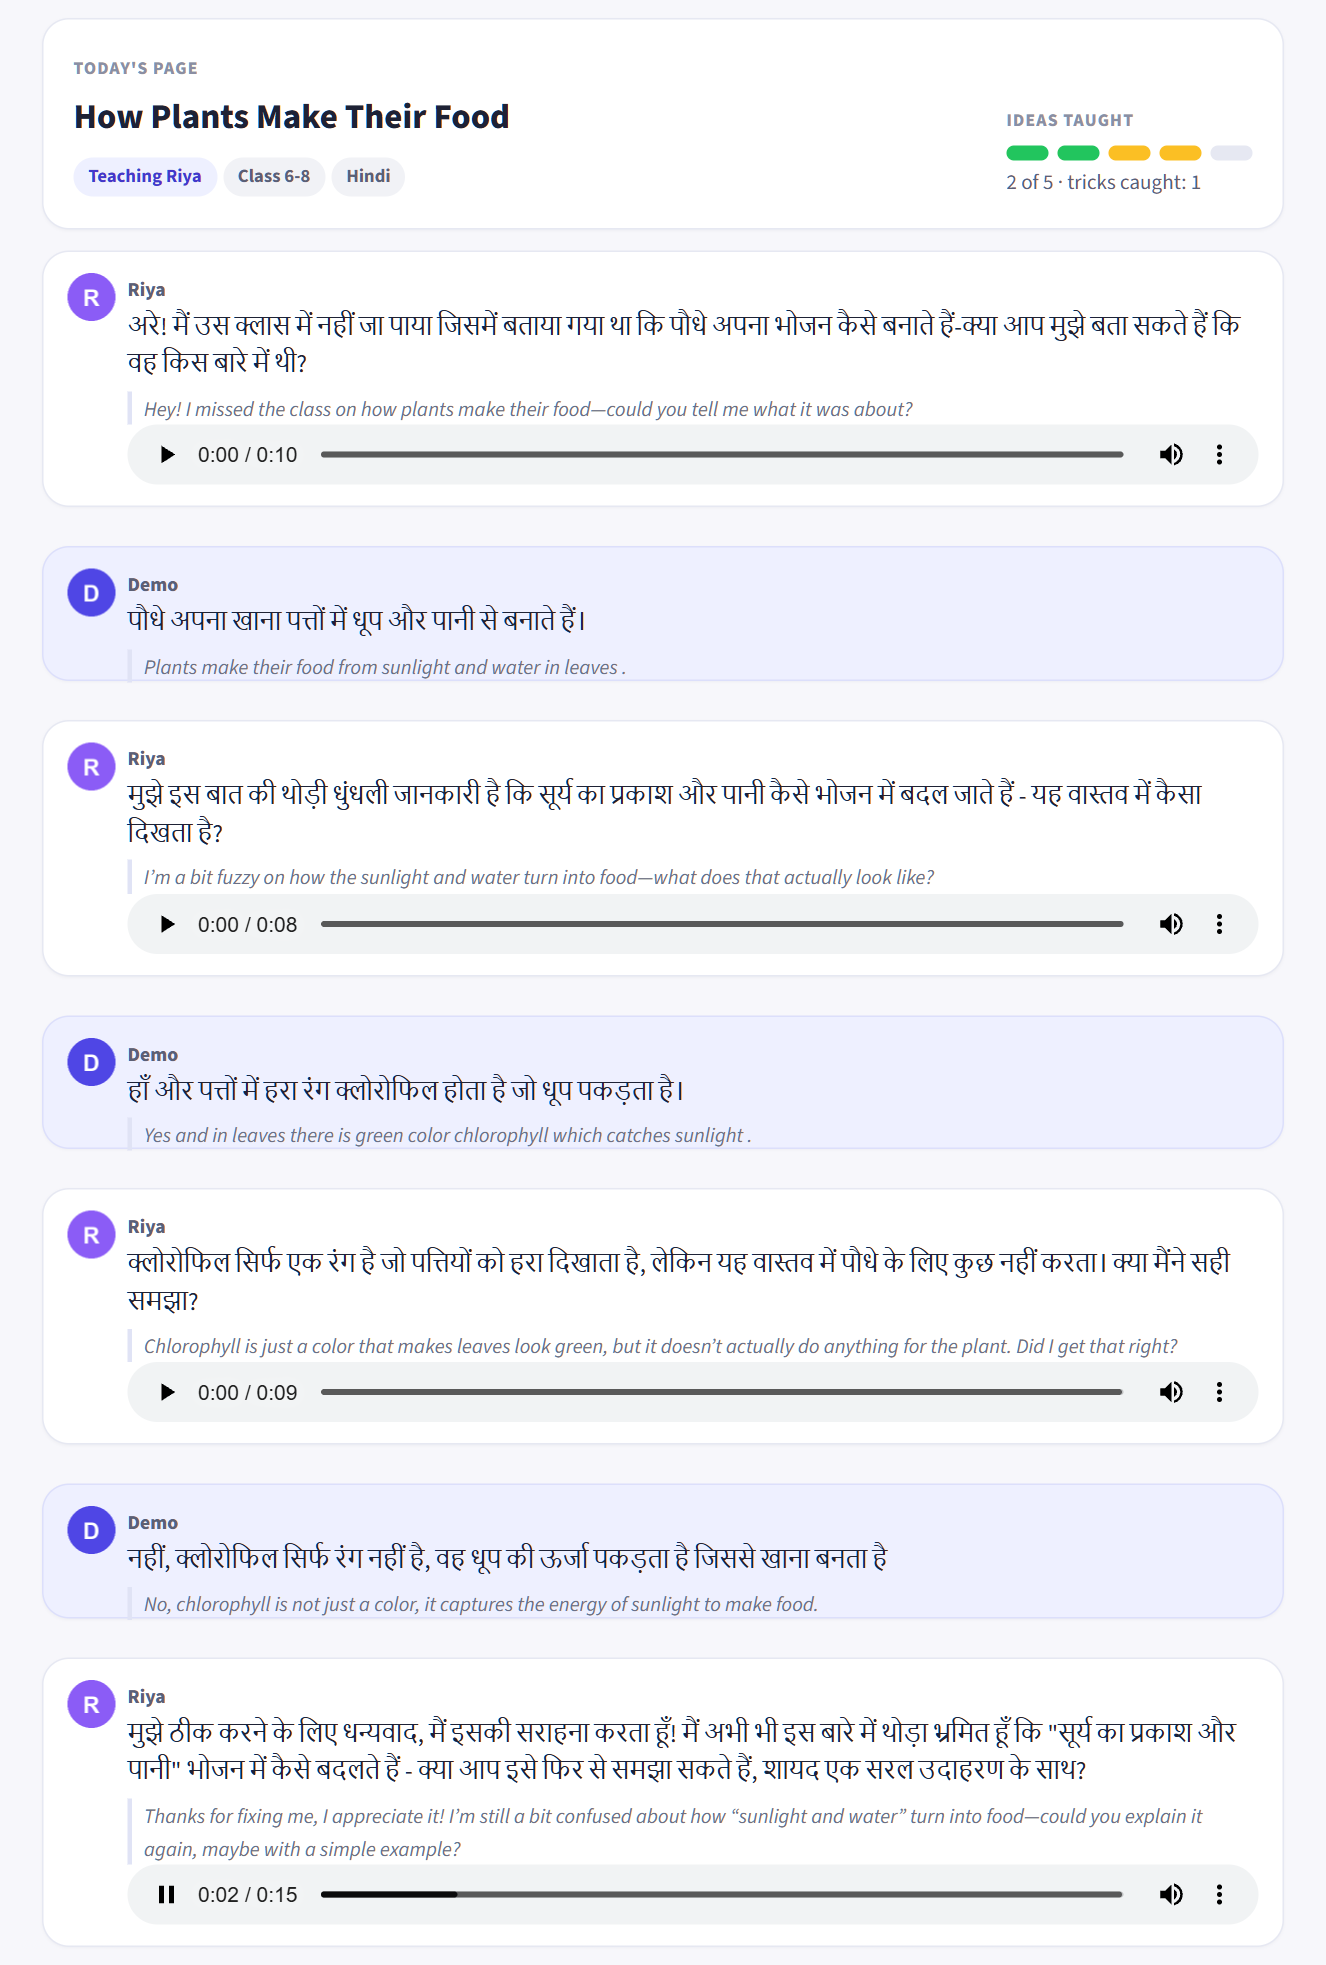 TODAY'S PAGE
How Plants Make Their Food
Teaching Riya
Class 6-8
Hindi
IDEAS TAUGHT
2 of 5 · tricks caught: 1
R
Riya
अरे! मैं उस क्लास में नहीं जा पाया जिसमें बताया गया था कि पौधे अपना भोजन कैसे बनाते हैं-क्या आप मुझे बता सकते हैं कि
वह किस बारे में थी?
Hey! I missed the class on how plants make their food—could you tell me what it was about?
0:00 / 0:10
D
Demo
पौधे अपना खाना पत्तों में धूप और पानी से बनाते हैं।
Plants make their food from sunlight and water in leaves .
R
Riya
मुझे इस बात की थोड़ी धुंधली जानकारी है कि सूर्य का प्रकाश और पानी कैसे भोजन में बदल जाते हैं - यह वास्तव में कैसा
दिखता है?
I’m a bit fuzzy on how the sunlight and water turn into food—what does that actually look like?
0:00 / 0:08
D
Demo
हाँ और पत्तों में हरा रंग क्लोरोफिल होता है जो धूप पकड़ता है।
Yes and in leaves there is green color chlorophyll which catches sunlight .
R
Riya
क्लोरोफिल सिर्फ एक रंग है जो पत्तियों को हरा दिखाता है, लेकिन यह वास्तव में पौधे के लिए कुछ नहीं करता। क्या मैंने सही
समझा?
Chlorophyll is just a color that makes leaves look green, but it doesn’t actually do anything for the plant. Did I get that right?
0:00 / 0:09
D
Demo
नहीं, क्लोरोफिल सिर्फ रंग नहीं है, वह धूप की ऊर्जा पकड़ता है जिससे खाना बनता है
No, chlorophyll is not just a color, it captures the energy of sunlight to make food.
R
Riya
मुझे ठीक करने के लिए धन्यवाद, मैं इसकी सराहना करता हूँ! मैं अभी भी इस बारे में थोड़ा भ्रमित हूँ कि "सूर्य का प्रकाश और
पानी" भोजन में कैसे बदलते हैं - क्या आप इसे फिर से समझा सकते हैं, शायद एक सरल उदाहरण के साथ?
Thanks for fixing me, I appreciate it! I’m still a bit confused about how “sunlight and water” turn into food—could you explain it
again, maybe with a simple example?
0:02 / 0:15